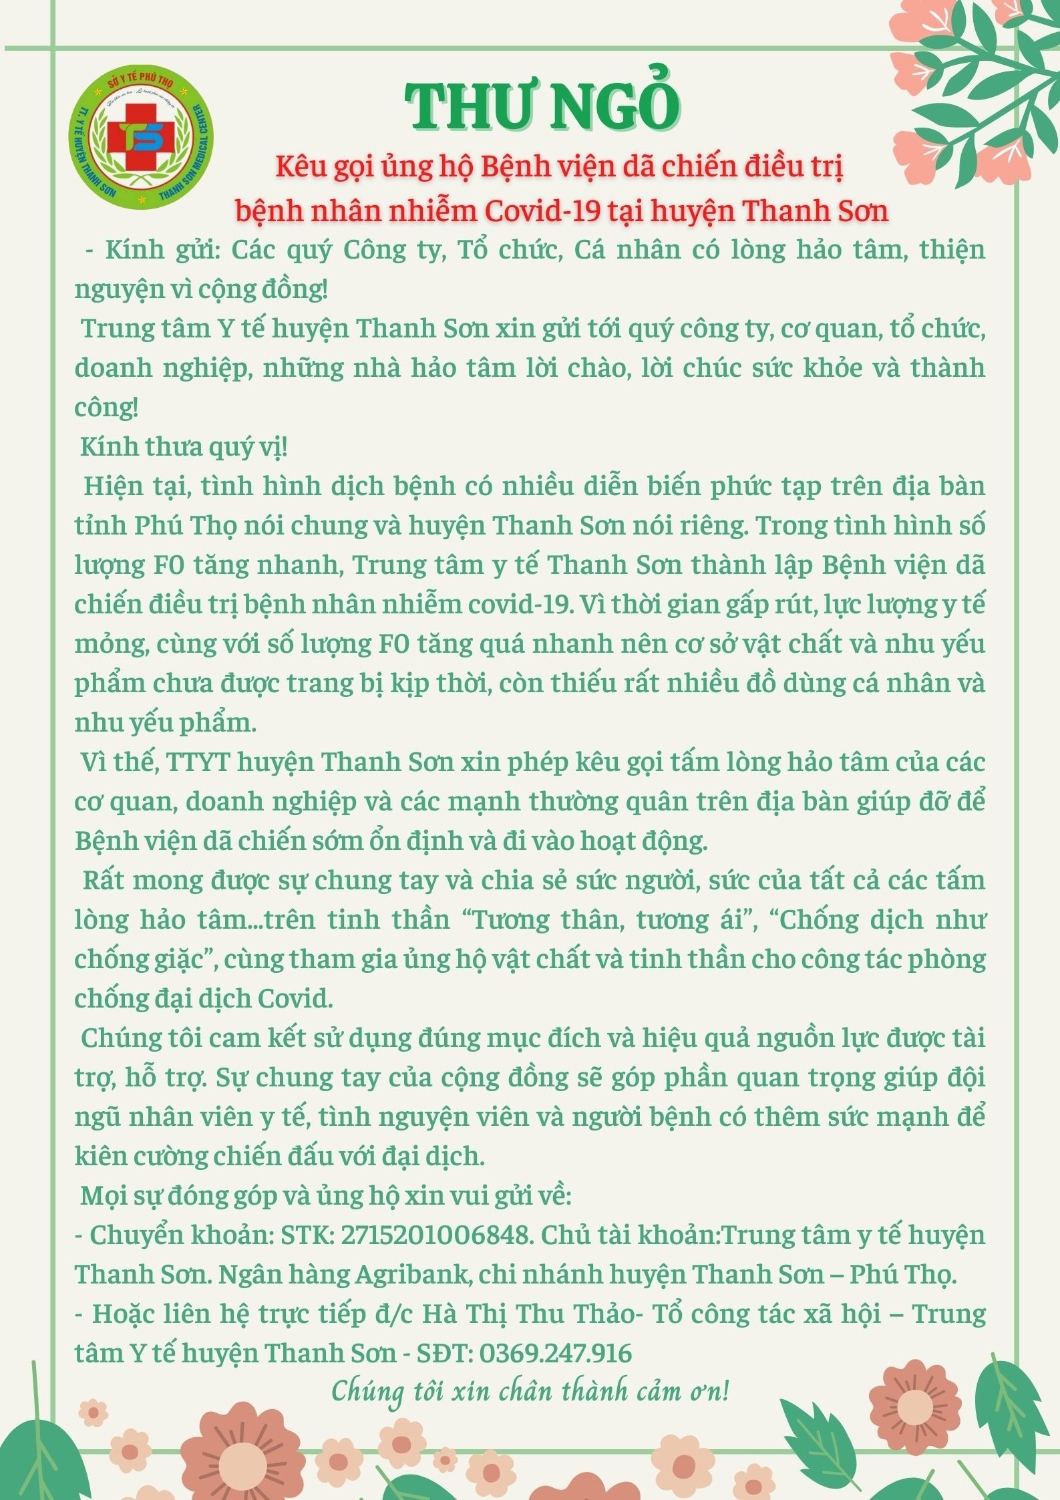 SỞ Y TẾ PHÚ THỌ
TT. Y TẾ HUYỆN THANH SƠN
THANH SON MEDICAL CENTER
TS
THƯ NGỎ
Kêu gọi ủng hộ Bệnh viện dã chiến điều trị
bệnh nhân nhiễm Covid-19 tại huyện Thanh Sơn
- Kính gửi: Các quý Công ty, Tổ chức, Cá nhân có lòng hảo tâm, thiện
nguyện vì cộng đồng!
Trung tâm Y tế huyện Thanh Sơn xin gửi tới quý công ty, cơ quan, tổ chức,
doanh nghiệp, những nhà hảo tâm lời chào, lời chúc sức khỏe và thành
công!
Kính thưa quý vị!
Hiện tại, tình hình dịch bệnh có nhiều diễn biến phức tạp trên địa bàn
tỉnh Phú Thọ nói chung và huyện Thanh Sơn nói riêng. Trong tình hình số
lượng F0 tăng nhanh, Trung tâm y tế Thanh Sơn thành lập Bệnh viện dã
chiến điều trị bệnh nhân nhiễm covid-19. Vì thời gian gấp rút, lực lượng y tế
mỏng, cùng với số lượng F0 tăng quá nhanh nên cơ sở vật chất và nhu yếu
phẩm chưa được trang bị kịp thời, còn thiếu rất nhiều đồ dùng cá nhân và
nhu yếu phẩm.
Vì thế, TTYT huyện Thanh Sơn xin phép kêu gọi tấm lòng hảo tâm của các
cơ quan, doanh nghiệp và các mạnh thường quân trên địa bàn giúp đỡ để
Bệnh viện dã chiến sớm ổn định và đi vào hoạt động.
Rất mong được sự chung tay và chia sẻ sức người, sức của tất cả các tấm
lòng hảo tâm...trên tinh thần “Tương thân, tương ái”, “Chống dịch như
chống giặc”, cùng tham gia ủng hộ vật chất và tinh thần cho công tác phòng
chống đại dịch Covid.
Chúng tôi cam kết sử dụng đúng mục đích và hiệu quả nguồn lực được tài
trợ, hỗ trợ. Sự chung tay của cộng đồng sẽ góp phần quan trọng giúp đội
ngũ nhân viên y tế, tình nguyện viên và người bệnh có thêm sức mạnh để
kiên cường chiến đấu với đại dịch.
Mọi sự đóng góp và ủng hộ xin vui gửi về:
- Chuyển khoản: STK: 2715201006848. Chủ tài khoản:Trung tâm y tế huyện
Thanh Sơn. Ngân hàng Agribank, chi nhánh huyện Thanh Sơn – Phú Thọ.
- Hoặc liên hệ trực tiếp đ/c Hà Thị Thu Thảo- Tổ công tác xã hội – Trung
tâm Y tế huyện Thanh Sơn - SĐT: 0369.247.916
Chúng tôi xin chân thành cảm ơn!